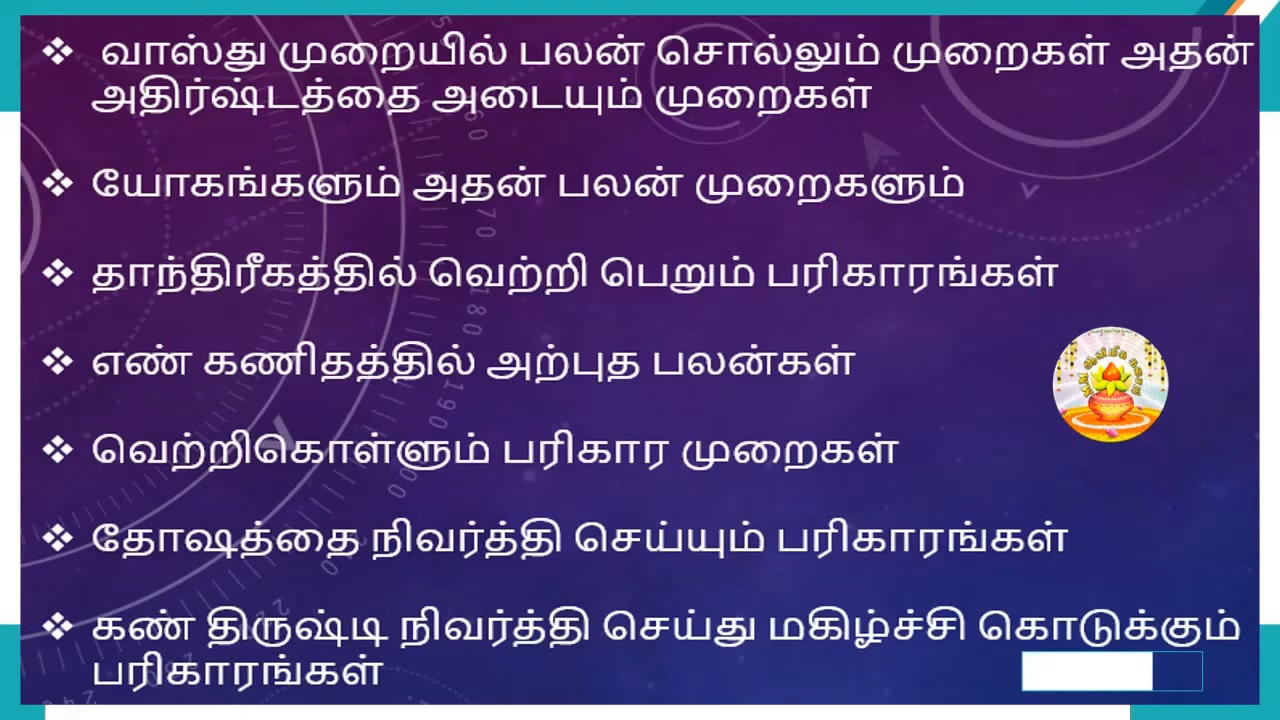 ❖ வாஸ்து முறையில் பலன் சொல்லும் முறைகள் அதன்
அதிர்ஷ்டத்தை அடையும் முறைகள்
❖ யோகங்களும் அதன் பலன் முறைகளும்
❖ தாந்திரீகத்தில் வெற்றி பெறும் பரிகாரங்கள்
❖ எண் கணிதத்தில் அற்புத பலன்கள்
❖ வெற்றிகொள்ளும் பரிகார முறைகள்
❖ தோஷத்தை நிவர்த்தி செய்யும் பரிகாரங்கள்
❖ கண் திருஷ்டி நிவர்த்தி செய்து மகிழ்ச்சி கொடுக்கும்
பரிகாரங்கள்